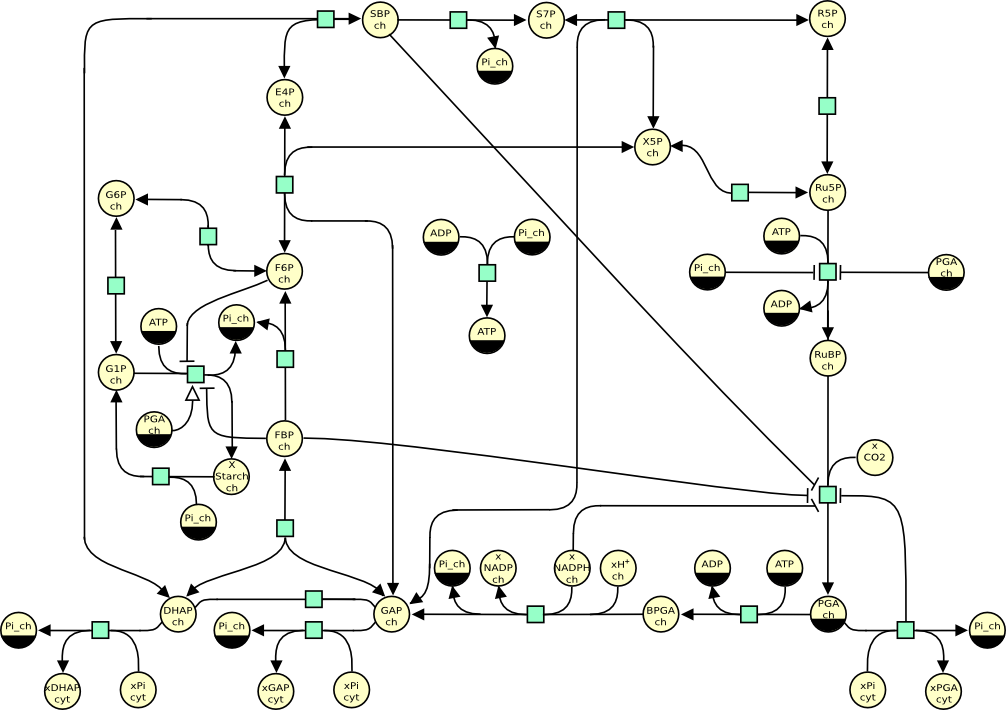 SBP
ch
S7P
ch
R5P
ch
Pi_ch
E4P
ch
X5P
ch
G6P
ch
Ru5P
ch
ADP
Pi_ch
ATP
F6P
ch
Pi_ch
PGA
ch
ADP
ATP
Pi_ch
ATP
RuBP
ch
G1P
ch
PGA
ch
FBP
ch
x
CO2
X
Starch
ch
Pi_ch
Pi_ch
x
NADP
ch
x
NADPH
ch
xH+
ch
ADP
ATP
DHAP
ch
GAP
ch
BPGA
ch
PGA
ch
Pi_ch
Pi_ch
Pi_ch
xDHAP
cyt
xPi
cyt
xGAP
cyt
xPi
cyt
xPi
cyt
xPGA
cyt